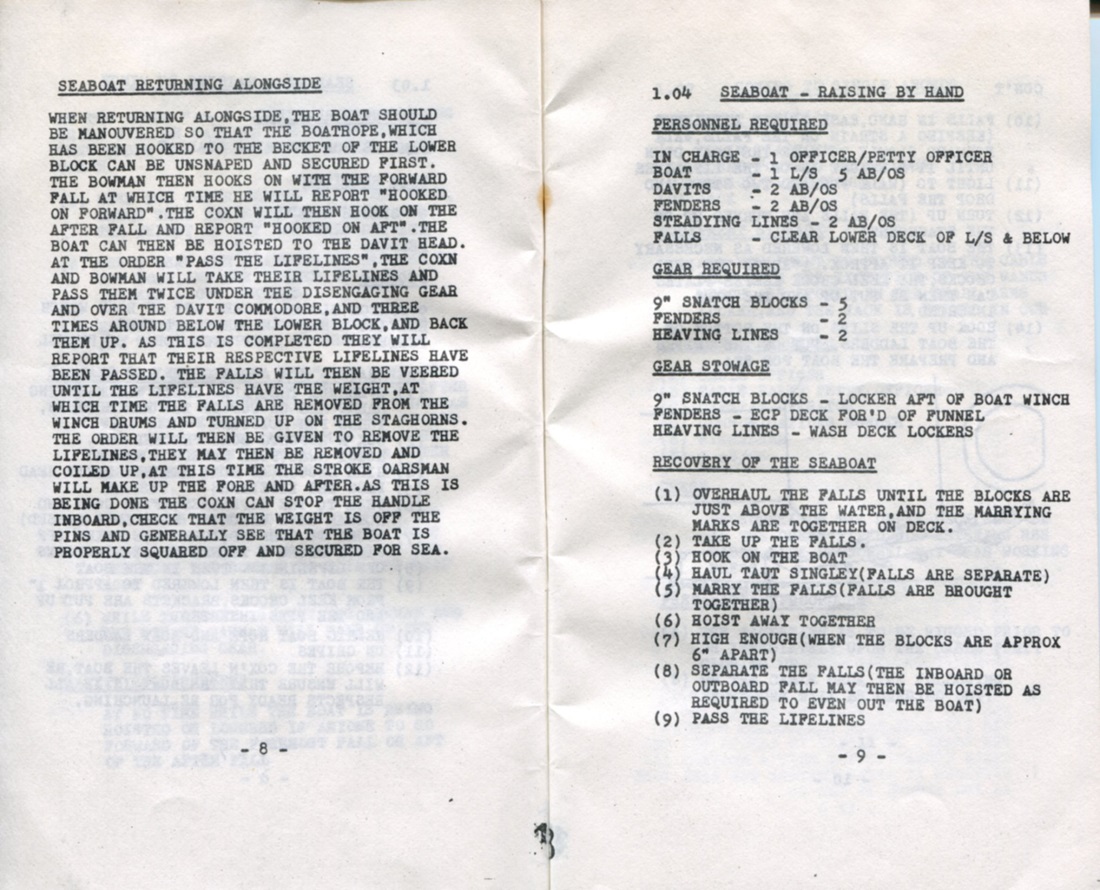 SEABOAT RETURNING ALONGSIDE
WHEN RETURNING ALONGSIDE,THE BOAT SHOULD
BE MANOUVERED SO THAT THE BOATROPE,WHICH
HAS BEEN HOOKED TO THE BECKET OF THE LOWER
BLOCK CAN BE UNSNAPED AND SECURED FIRST.
THE BOWMAN THEN HOOKS ON WITH THE FORWARD
FALL AT WHICH TIME HE WILL REPORT "HOOKED
ON FORWARD".THE COXN WILL THEN HOOK ON THE
AFTER FALL AND REPORT "HOOKED ON AFT".THE
BOAT CAN THEN BE HOISTED TO THE DAVIT HEAD.
AT THE ORDER "PASS THE LIFELINES",THE COXN
AND BOWMAN WILL TAKE THEIR LIFELINES AND
PASS THEM TWICE UNDER THE DISENGAGING GEAR
AND OVER THE DAVIT COMMODORE,AND THREE
TIMES AROUND BELOW THE LOWER BLOCK,AND BACK
THEM UP. AS THIS IS COMPLETED THEY WILL
REPORT THAT THEIR RESPECTIVE LIFELINES HAVE
BEEN PASSED. THE FALLS WILL THEN BE VEERED
UNTIL THE LIFELINES HAVE THE WEIGHT,AT
WHICH TIME THE FALLS ARE REMOVED FROM THE
WINCH DRUMS AND TURNED UP ON THE STAGHORNS.
THE ORDER WILL THEN BE GIVEN TO REMOVE THE
LIFELINES,THEY MAY THEN BE REMOVED AND
COILED UP,AT THIS TIME THE STROKE OARSMAN
WILL MAKE UP THE FORE AND AFTER.AS THIS IS
BEING DONE THE COXN CAN STOP THE HANDLE
INBOARD,CHECK THAT THE WEIGHT IS OFF THE
PINS AND GENERALLY SEE THAT THE BOAT IS
PROPERLY SQUARED OFF AND SECURED FOR SEA.
- 8 -
1.04 SEABOAT - RAISING BY HAND
PERSONNEL REQUIRED
IN CHARGE - 1 OFFICER/PETTY OFFICER
BOAT - 1 L/S 5 AB/OS
DAVITS - 2 AB/OS
FENDERS - 2 AB/OS
STEADYING LINES - 2 AB/OS
FALLS - CLEAR LOWER DECK OF L/S & BELOW
GEAR REQUIRED
9" SNATCH BLOCKS - 5
FENDERS - 2
HEAVING LINES - 2
GEAR STOWAGE
9" SNATCH BLOCKS - LOCKER AFT OF BOAT WINCH
FENDERS - ECP DECK FOR'D OF FUNNEL
HEAVING LINES - WASH DECK LOCKERS
RECOVERY OF THE SEABOAT
(1) OVERHAUL THE FALLS UNTIL THE BLOCKS ARE
JUST ABOVE THE WATER,AND THE MARRYING
MARKS ARE TOGETHER ON DECK.
(2) TAKE UP THE FALLS.
(3) HOOK ON THE BOAT
(4) HAUL TAUT SINGLEY(FALLS ARE SEPARATE)
(5) MARRY THE FALLS(FALLS ARE BROUGHT
TOGETHER)
(6) HOIST AWAY TOGETHER
(7) HIGH ENOUGH(WHEN THE BLOCKS ARE APPROX
6" APART)
(8) SEPARATE THE FALLS(THE INBOARD OR
OUTBOARD FALL MAY THEN BE HOISTED AS
REQUIRED TO EVEN OUT THE BOAT)
(9) PASS THE LIFELINES
- 9 -